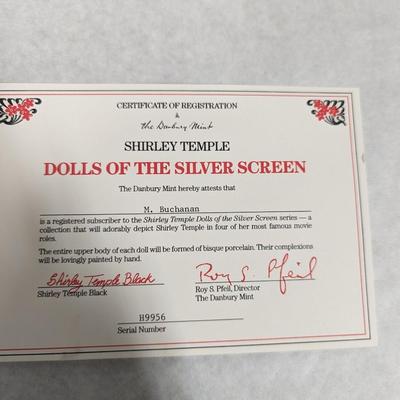 CERTIFICATE OF REGISTRATION
&
the Danbury Mint
SHIRLEY TEMPLE
DOLLS OF THE SILVER SCREEN
The Danbury Mint hereby attests that
M. Buchanan
is a registered subscriber to the Shirley Temple Dolls of the Silver Screen series — a
collection that will adorably depict Shirley Temple in four of her most famous movie
roles.
The entire upper body of each doll will be formed of bisque porcelain. Their complexions
will be lovingly painted by hand.
Shirley Temple Black Roy S. Pfeil
Shirley Temple Black Roy S. Pfeil, Director
The Danbury Mint
H9956
Serial Number